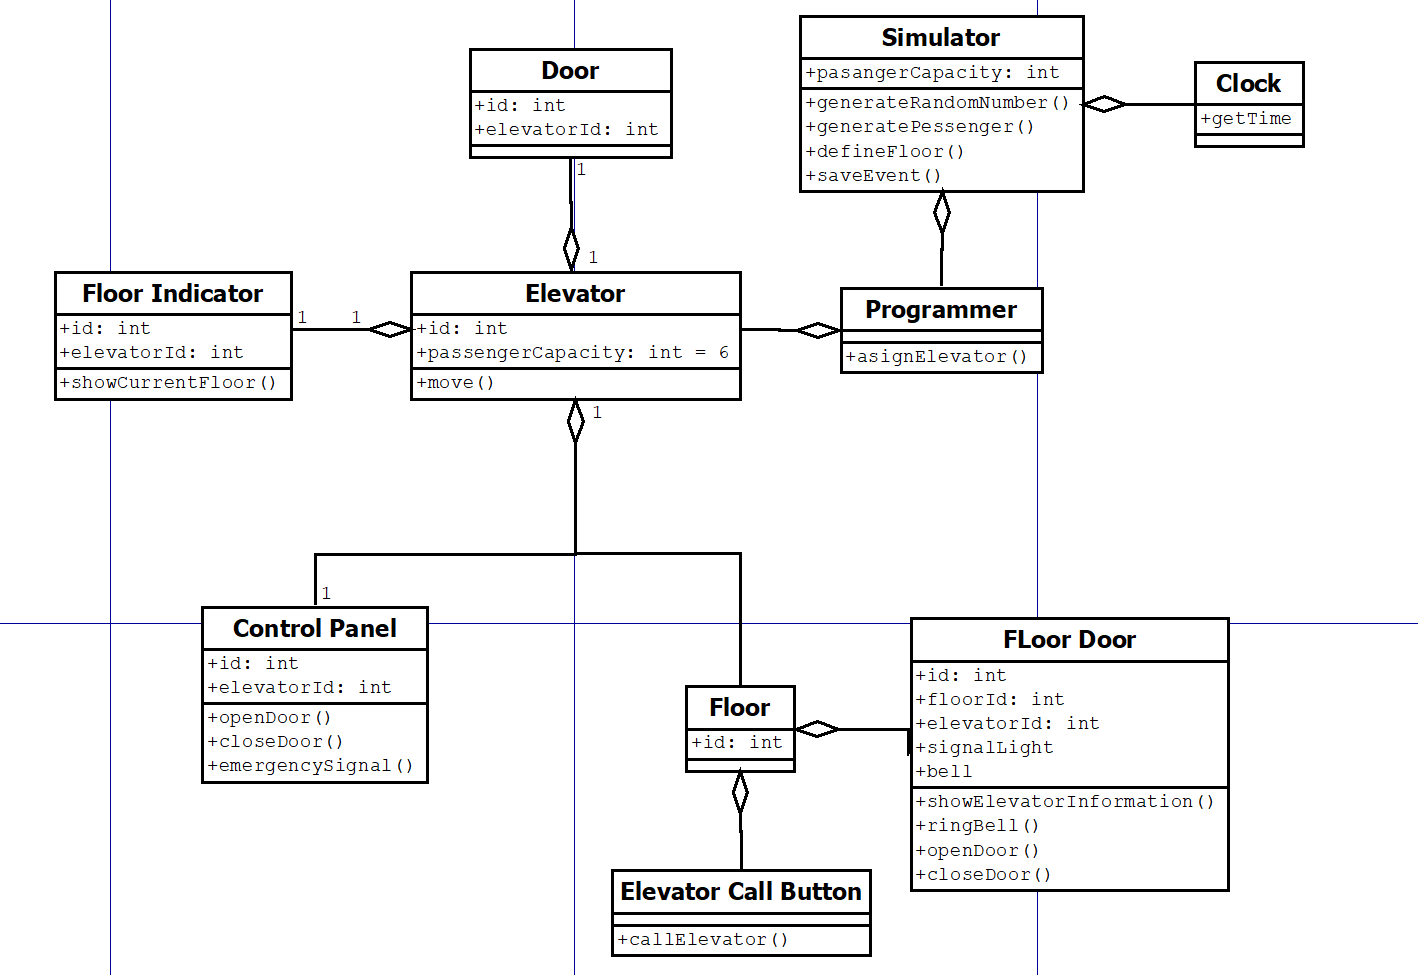 Door
+id: int
+elevatorId: int
1
1
Simulator
+pasangerCapacity: int
+generateRandomNumber()
+generatePessenger()
+defineFloor()
+saveEvent()
Clock
+getTime
Floor Indicator
+id: int
+elevatorId: int
+showCurrentFloor()
1
1
Elevator
+id: int
+passengerCapacity: int = 6
+move()
1
Programmer
+asignElevator()
1
Control Panel
+id: int
+elevatorId: int
+openDoor()
+closeDoor()
+emergencySignal()
Floor
+id: int
FLoor Door
+id: int
+floorId: int
+elevatorId: int
+signalLight
+bell
+showElevatorInformation()
+ringBell()
+openDoor()
+closeDoor()
Elevator Call Button
+callElevator()